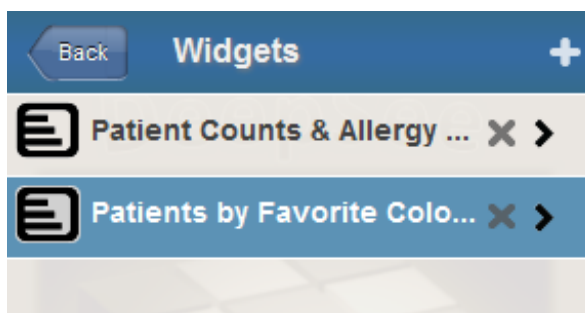 Back Widgets
Patient Counts & Allergy ...
Patients by Favorite Colo...